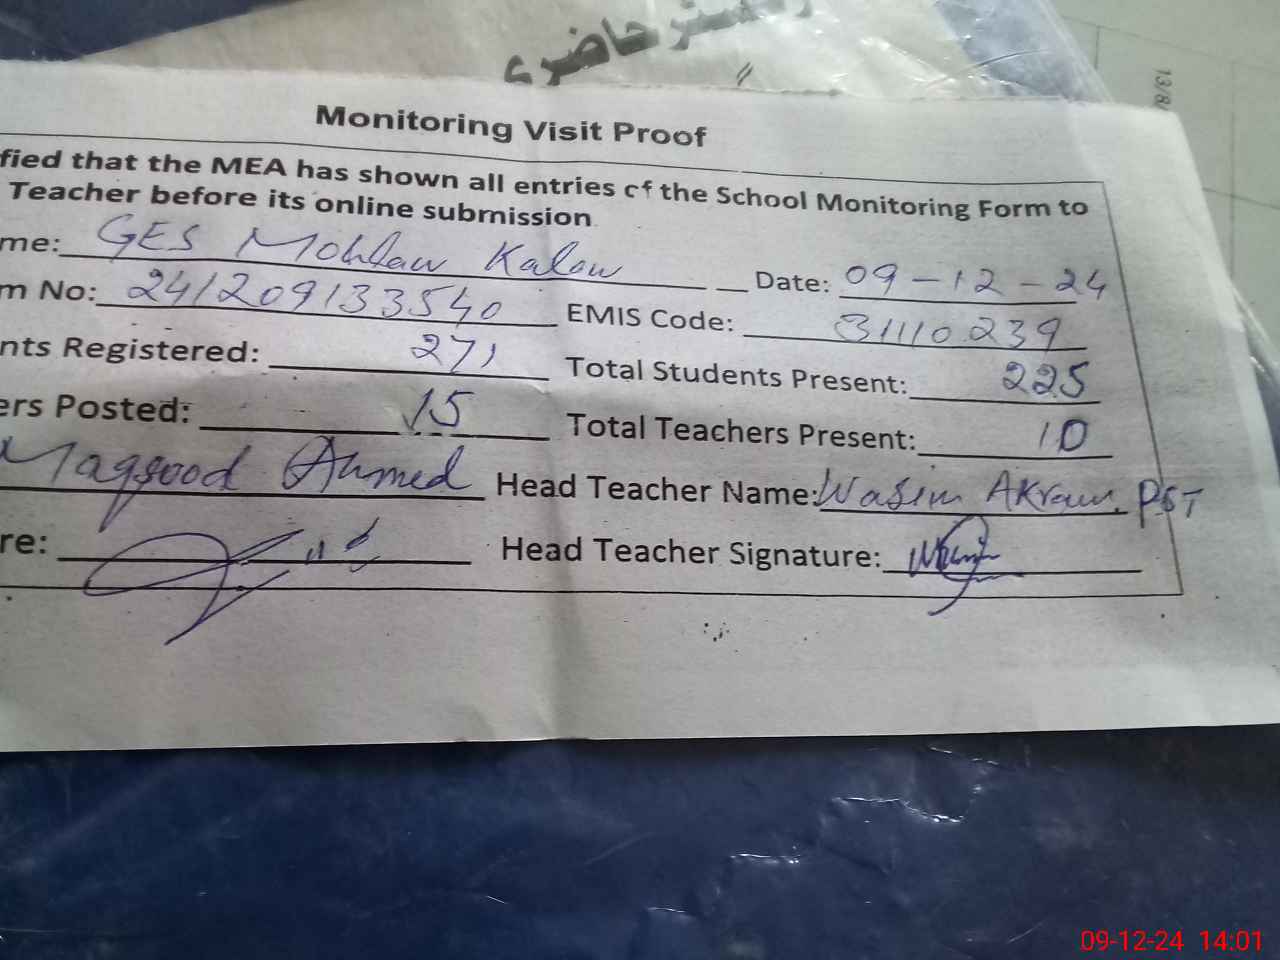 رجسٹر حاضری
13/8/
Monitoring Visit Proof
fied that the MEA has shown all entries of the School Monitoring Form to
Teacher before its online submission
me: GES Mohlaw Kalow Date: 09-12-24
m No: 241209133540 EMIS Code: 31110239
nts Registered: 271 Total Students Present: 225
ers Posted: 15 Total Teachers Present: 10
Maqsood Ahmed Head Teacher Name: Wasim Akram PST
re: Head Teacher Signature:
09-12-24 14:01